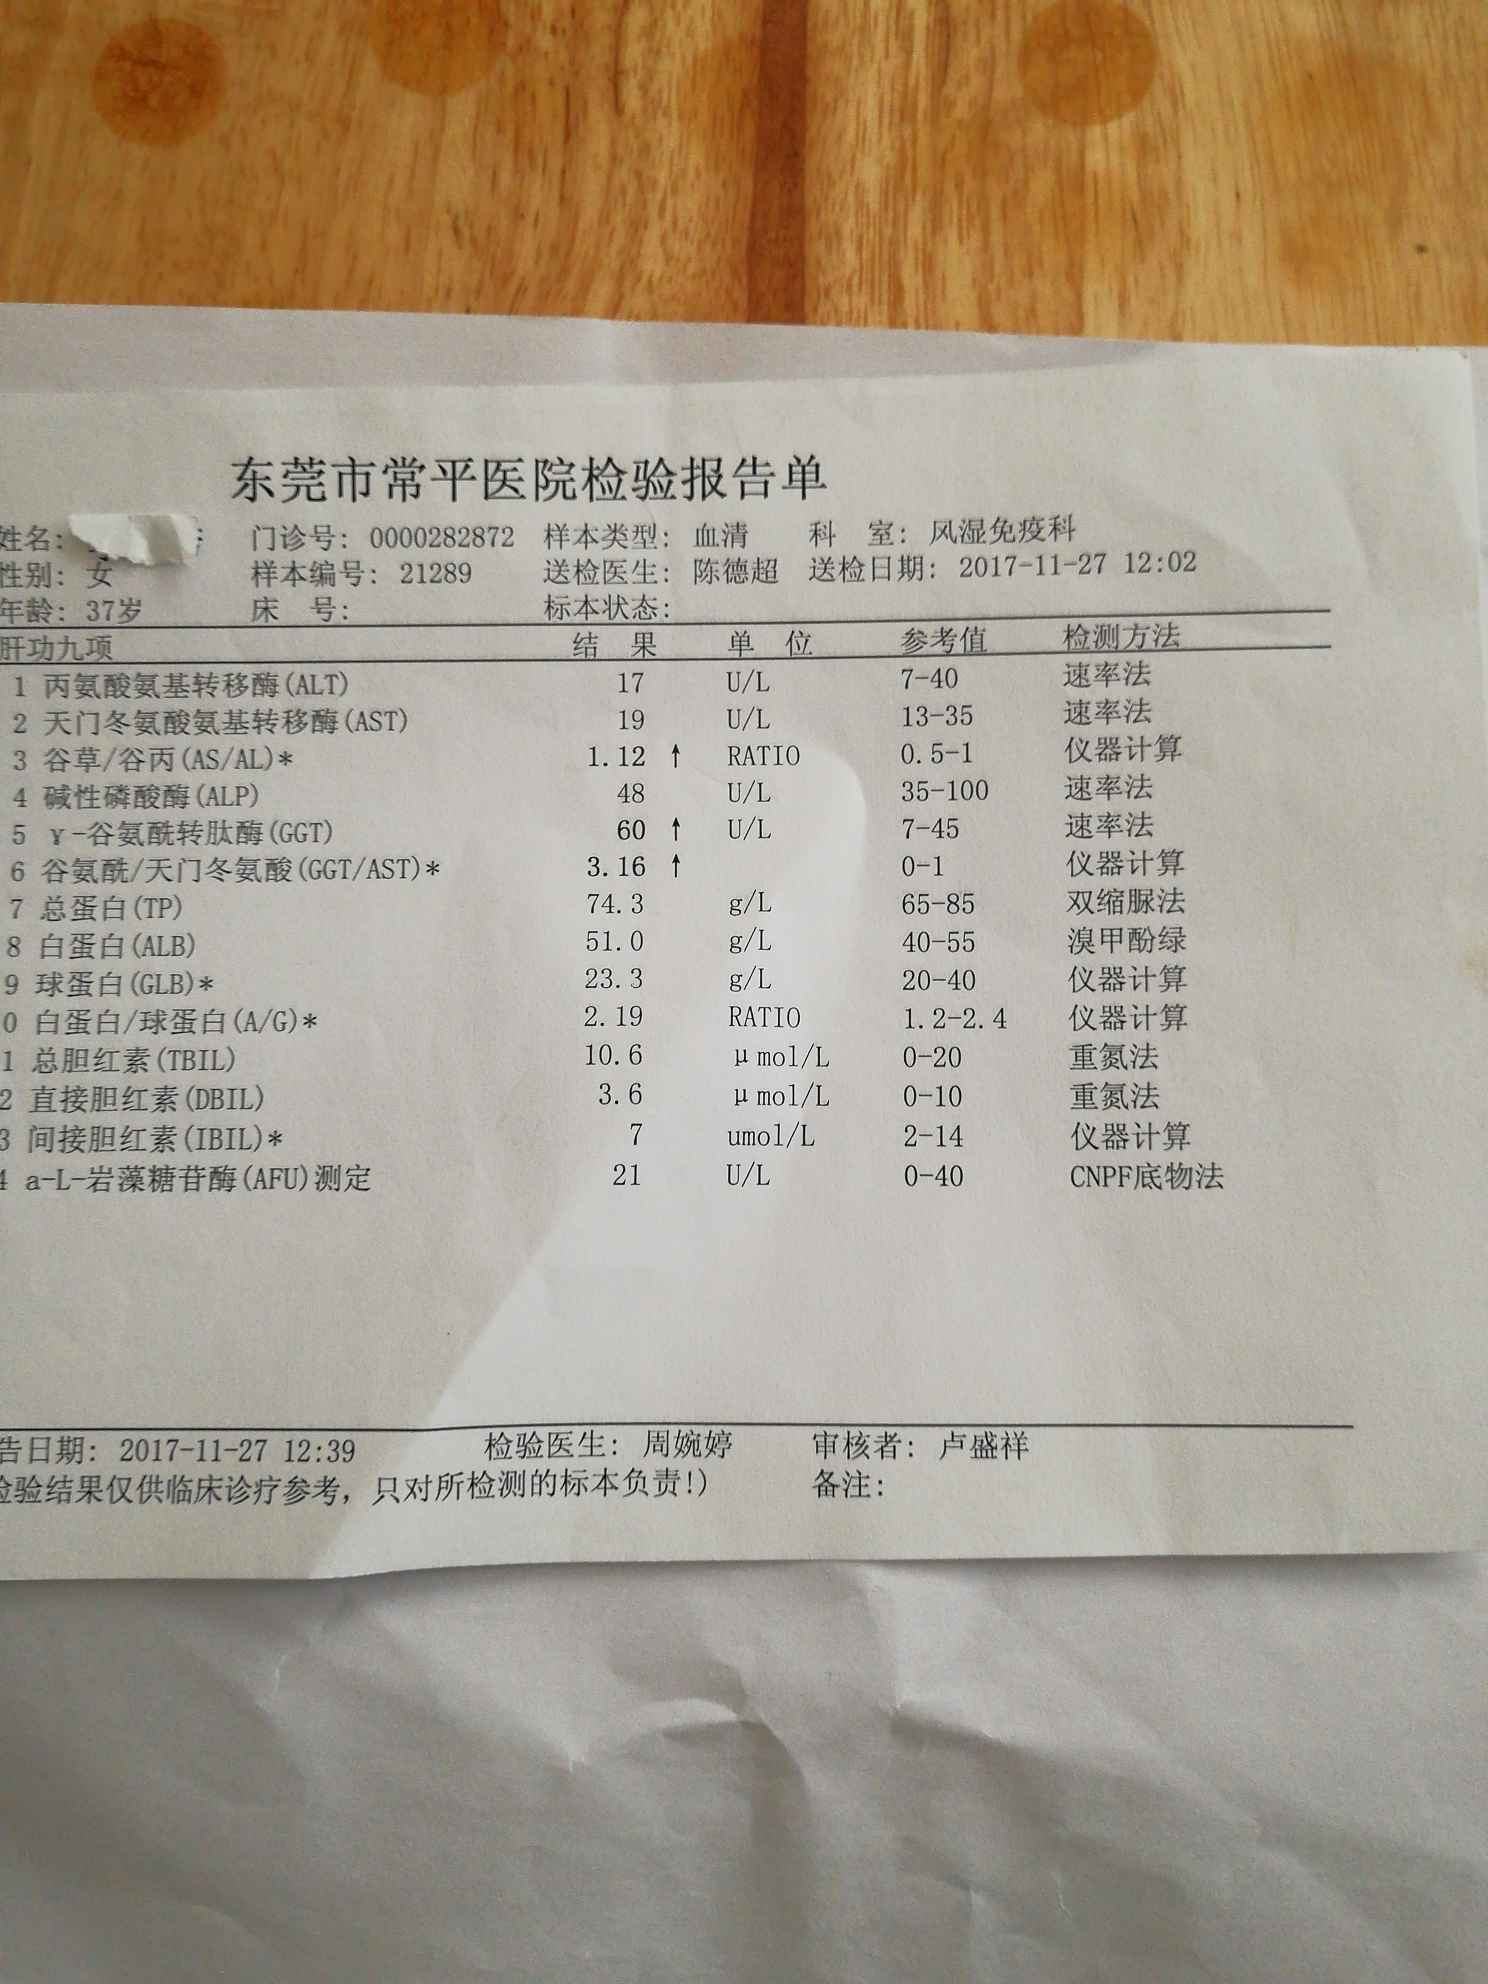 东莞市常平医院检验报告单
姓名: 门诊号: 0000282872 样本类型: 血清 科 室: 风湿免疫科
性别: 女 样本编号: 21289 送检医生: 陈德超 送检日期: 2017-11-27 12:02
年龄: 37岁 床 号: 标本状态:
肝功九项 结 果 单 位 参考值 检测方法
1 丙氨酸氨基转移酶(ALT) 17 U/L 7-40 速率法
2 天门冬氨酸氨基转移酶(AST) 19 U/L 13-35 速率法
3 谷草/谷丙(AS/AL)* 1.12 ↑ RATIO 0.5-1 仪器计算
4 碱性磷酸酶(ALP) 48 U/L 35-100 速率法
5 γ-谷氨酰转肽酶(GGT) 60 ↑ U/L 7-45 速率法
6 谷氨酰/天门冬氨酸(GGT/AST)* 3.16 ↑ 0-1 仪器计算
7 总蛋白(TP) 74.3 g/L 65-85 双缩脲法
8 白蛋白(ALB) 51.0 g/L 40-55 溴甲酚绿
9 球蛋白(GLB)* 23.3 g/L 20-40 仪器计算
0 白蛋白/球蛋白(A/G)* 2.19 RATIO 1.2-2.4 仪器计算
1 总胆红素(TBIL) 10.6 μmol/L 0-20 重氮法
2 直接胆红素(DBIL) 3.6 μmol/L 0-10 重氮法
3 间接胆红素(IBIL)* 7 umol/L 2-14 仪器计算
4 a-L-岩藻糖苷酶(AFU)测定 21 U/L 0-40 CNPF底物法
告日期: 2017-11-27 12:39 检验医生: 周婉婷 审核者: 卢盛祥
检验结果仅供临床诊疗参考，只对所检测的标本负责!) 备注: